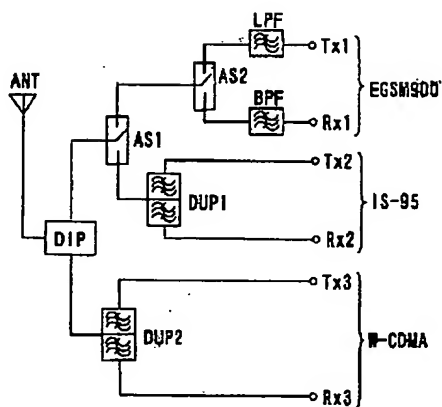 LPF
Tx1
ANT
AS2
EGSM900
BPF
Rx1
AS1
Tx2
DUP1
IS-95
DIP
Rx2
Tx3
DUP2
W-CDMA
Rx3